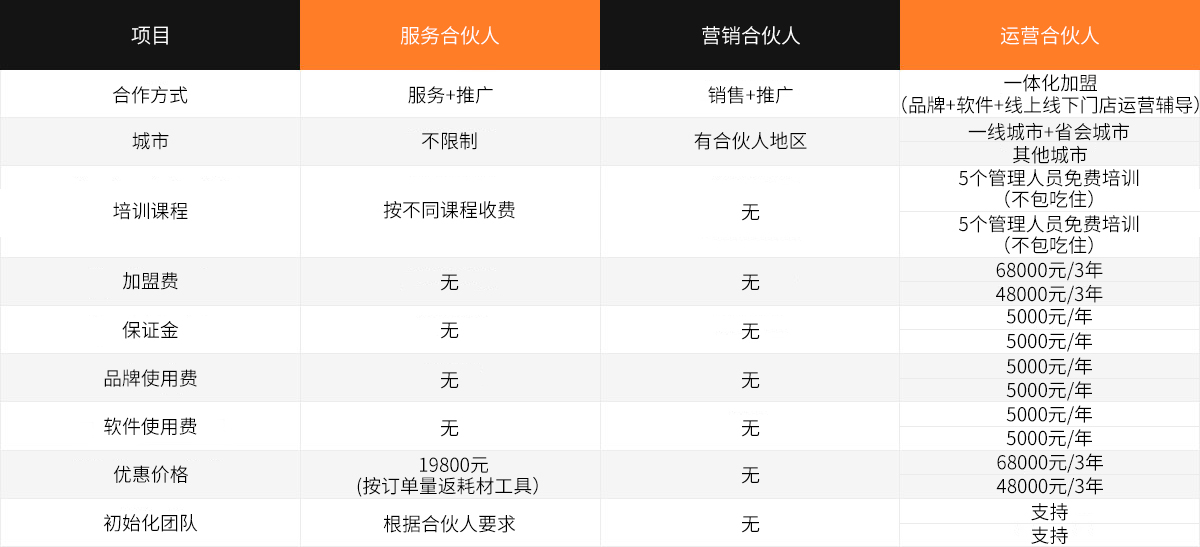 项目 服务合伙人 营销合伙人 运营合伙人
合作方式 服务+推广 销售+推广 一体化加盟
（品牌+软件+线上线下门店运营辅导）
城市 不限制 有合伙人地区 一线城市+省会城市
其他城市
培训课程 按不同课程收费 无 5个管理人员免费培训
（不包吃住）
5个管理人员免费培训
（不包吃住）
加盟费 无 无 68000元/3年
48000元/3年
保证金 无 无 5000元/年
5000元/年
品牌使用费 无 无 5000元/年
5000元/年
软件使用费 无 无 5000元/年
5000元/年
优惠价格 19800元 无 68000元/3年
(按订单量返耗材工具） 48000元/3年
初始化团队 根据合伙人要求 无 支持
支持